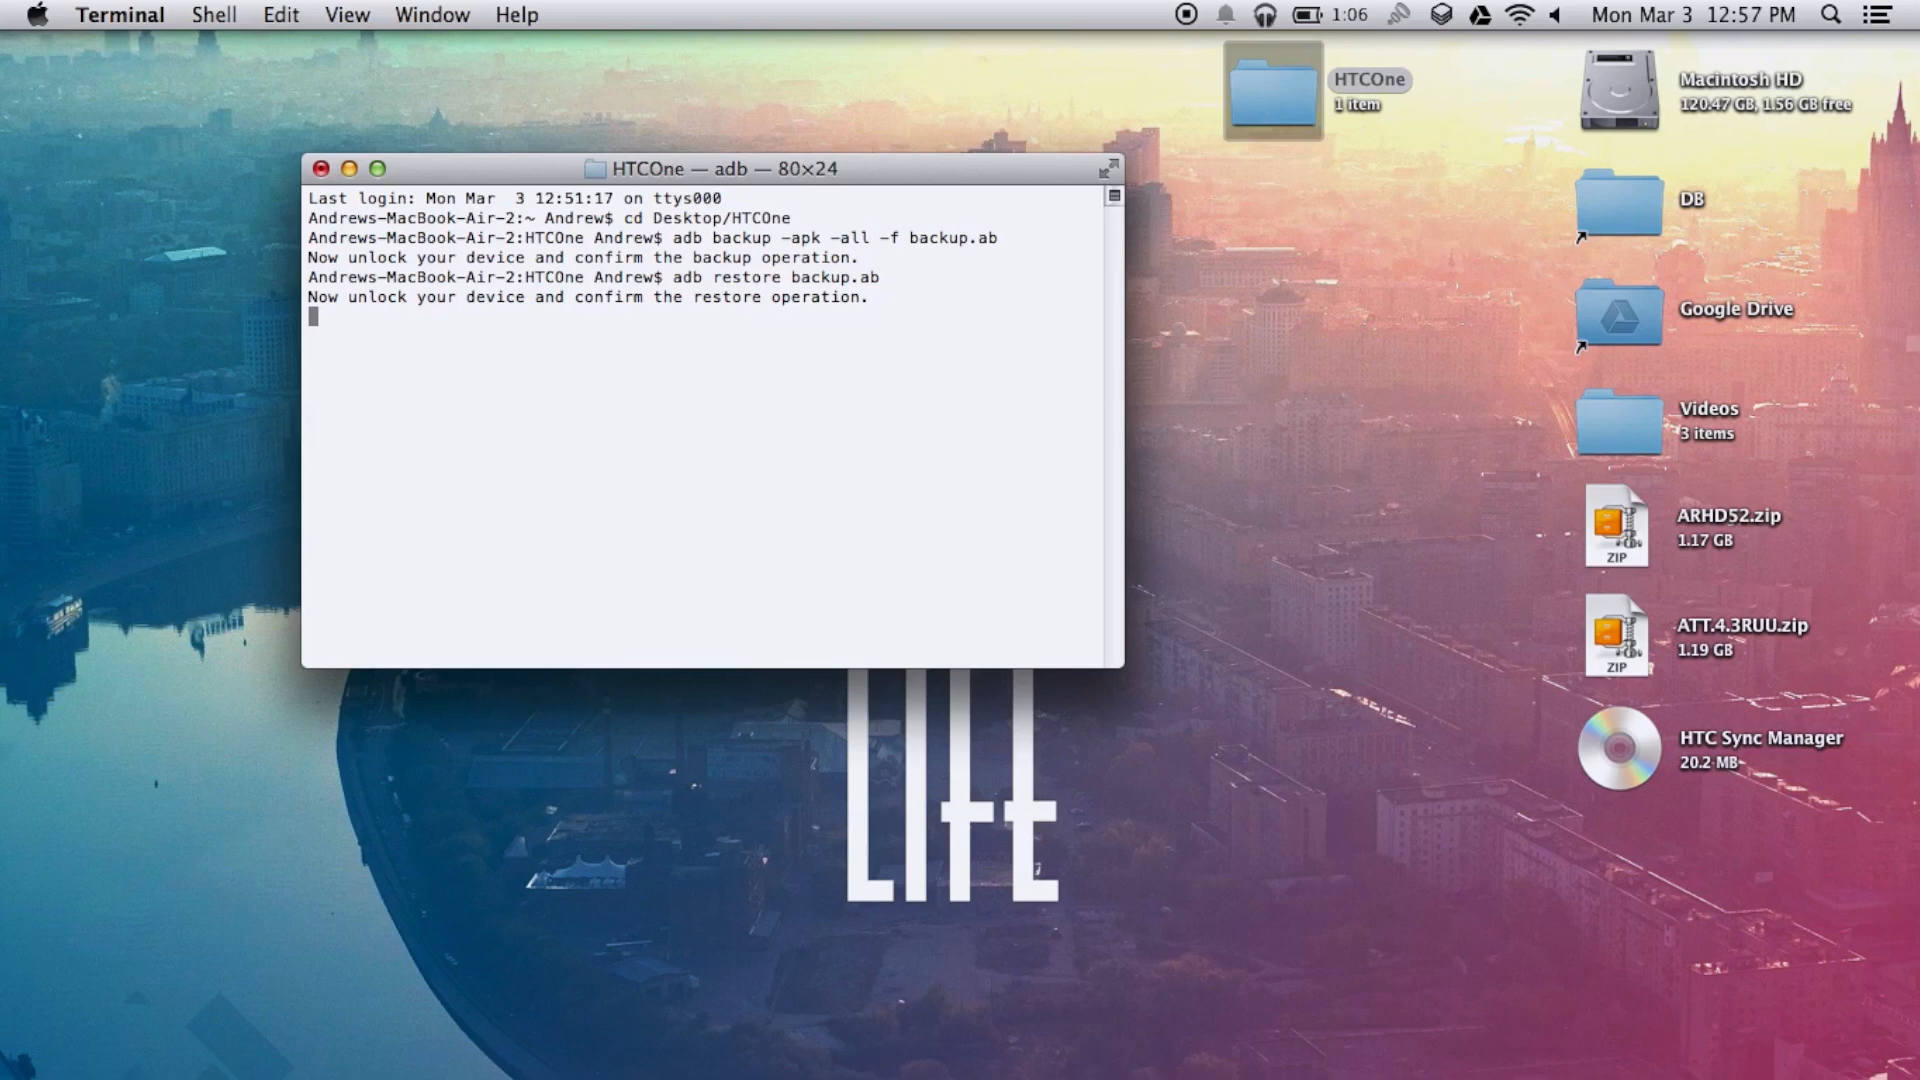 Terminal Shell Edit View Window Help 1:06 Mon Mar 3 12:57 PM
HTCOne
1 item
Macintosh HD
120.47 GB, 1.56 GB free
HTCOne — adb — 80×24
Last login: Mon Mar  3 12:51:17 on ttys000
Andrews-MacBook-Air-2:~ Andrew$ cd Desktop/HTCOne
Andrews-MacBook-Air-2:HTCOne Andrew$ adb backup -apk -all -f backup.ab
Now unlock your device and confirm the backup operation.
Andrews-MacBook-Air-2:HTCOne Andrew$ adb restore backup.ab
Now unlock your device and confirm the restore operation.
DB
Google Drive
Videos
3 items
ZIP
ARHD52.zip
1.17 GB
ZIP
ATT.4.3RUU.zip
1.19 GB
HTC Sync Manager
20.2 MB
LIFE